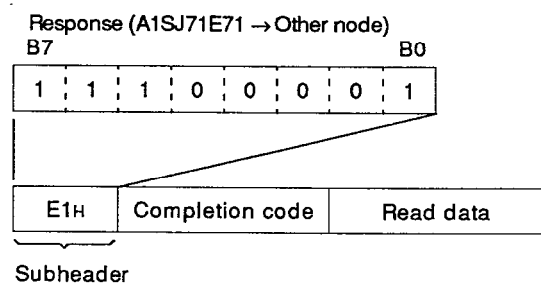 Response (A1SJ71E71 → Other node)
B7 B0
1 1 1 0 0 0 0 1
E1H Completion code Read data
Subheader